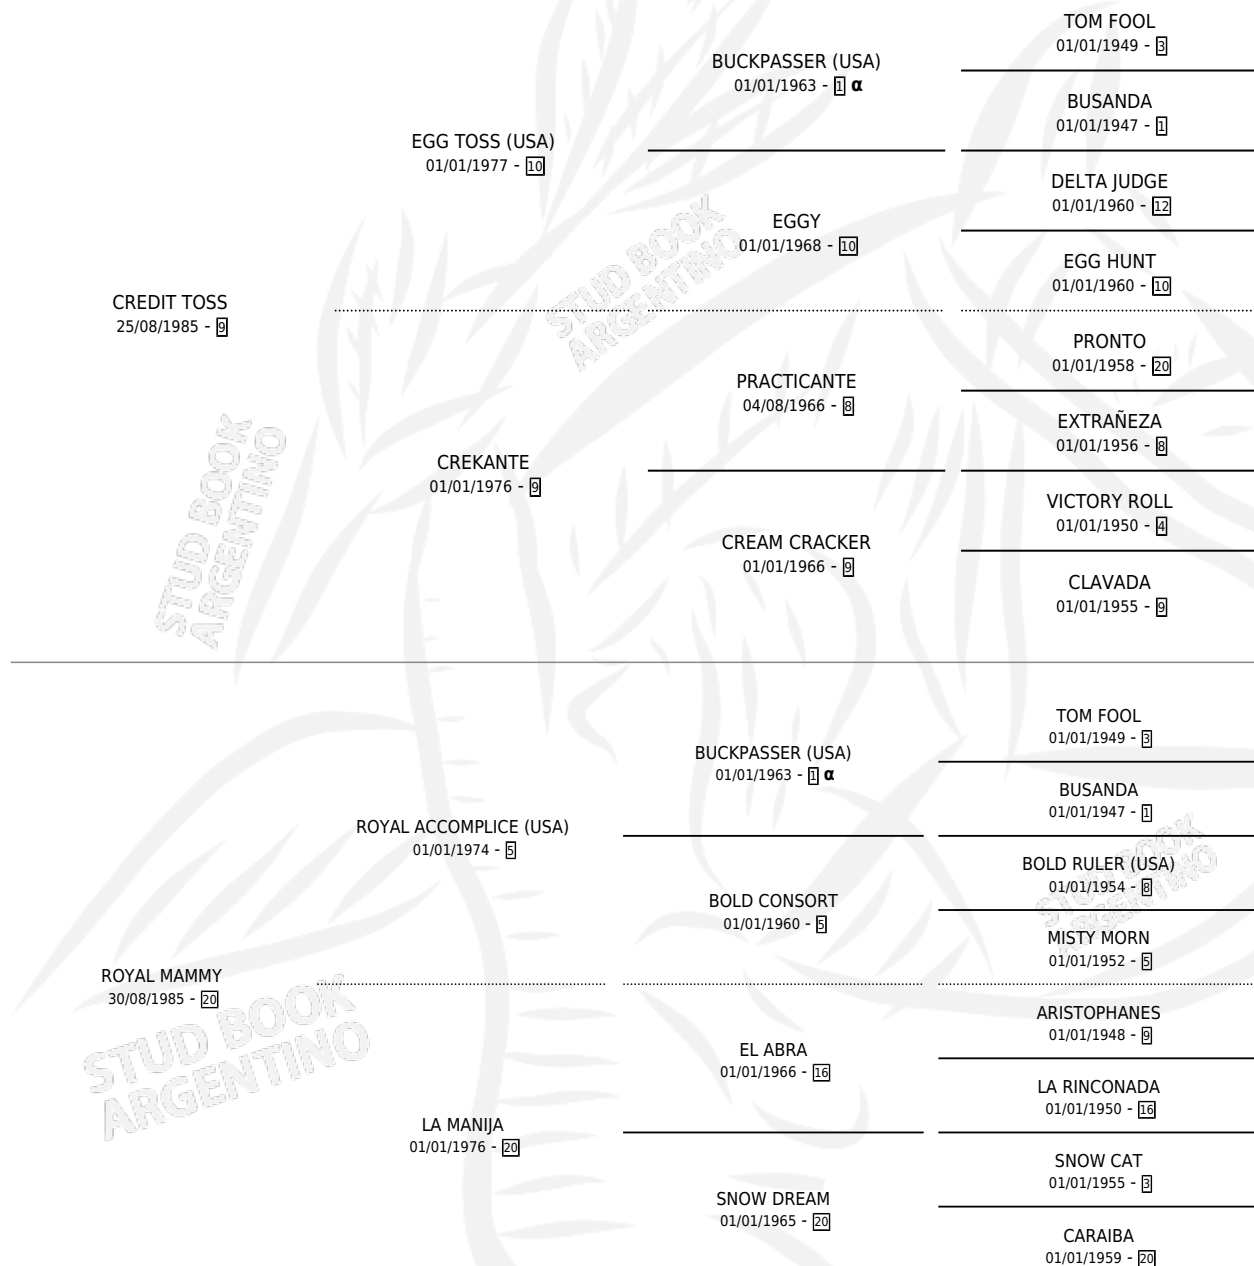 TOM FOOL
01/01/1949 - 3
BUCKPASSER (USA)
01/01/1963 - 1 α
BUSANDA
01/01/1947 - 1
EGG TOSS (USA)
01/01/1977 - 10
DELTA JUDGE
01/01/1960 - 12
EGGY
01/01/1968 - 10
EGG HUNT
01/01/1960 - 10
CREDIT TOSS
25/08/1985 - 9
PRONTO
01/01/1958 - 20
PRACTICANTE
04/08/1966 - 8
EXTRAÑEZA
01/01/1956 - 8
CREKANTE
01/01/1976 - 9
VICTORY ROLL
01/01/1950 - 4
CREAM CRACKER
01/01/1966 - 9
CLAVADA
01/01/1955 - 9
STUD BOOK
ARGENTINO
STUD BOOK
ARGENTINO
TOM FOOL
01/01/1949 - 3
BUCKPASSER (USA)
01/01/1963 - 1 α
BUSANDA
01/01/1947 - 1
ROYAL ACCOMPLICE (USA)
01/01/1974 - 5
BOLD RULER (USA)
01/01/1954 - 8
BOLD CONSORT
01/01/1960 - 5
MISTY MORN
01/01/1952 - 5
ROYAL MAMMY
30/08/1985 - 20
ARISTOPHANES
01/01/1948 - 9
EL ABRA
01/01/1966 - 16
LA RINCONADA
01/01/1950 - 16
LA MANIJA
01/01/1976 - 20
SNOW CAT
01/01/1955 - 3
SNOW DREAM
01/01/1965 - 20
CARAIBA
01/01/1959 - 20
STUD BOOK
ARGENTINO
STUD BOOK
ARGENTINO